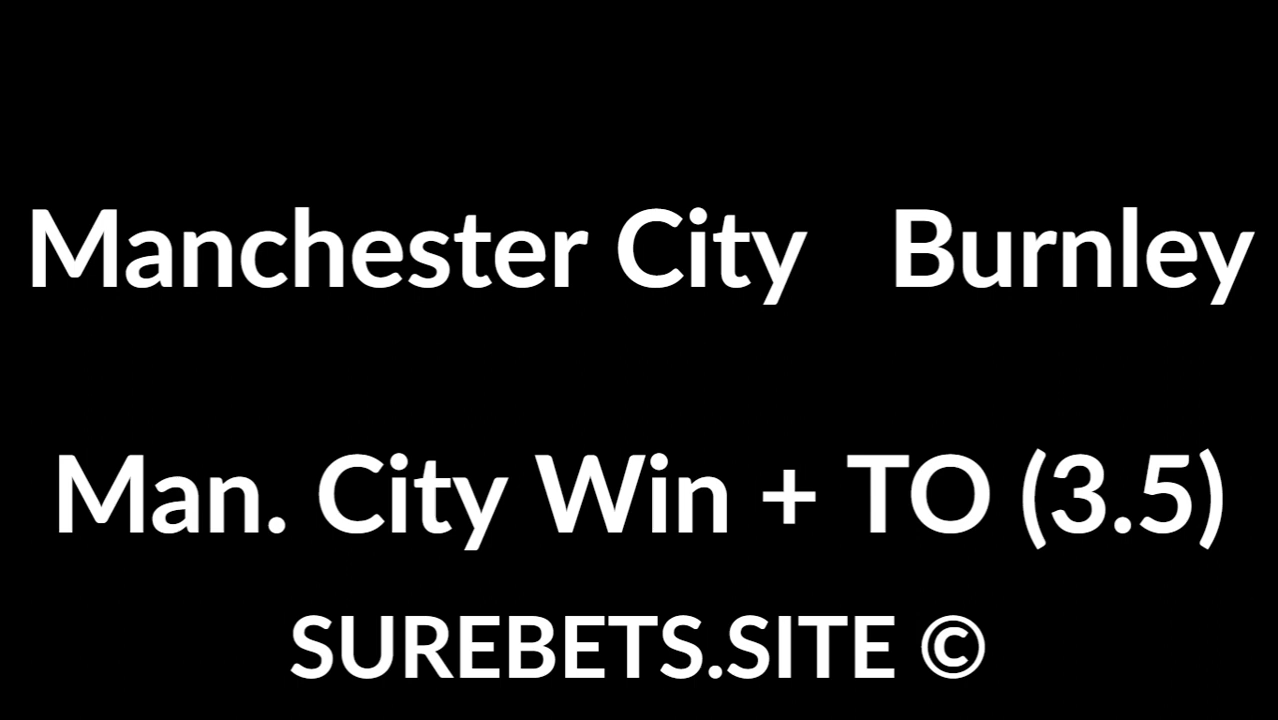 Manchester City Burnley
Man. City Win + TO (3.5)
SUREBETS.SITE ©